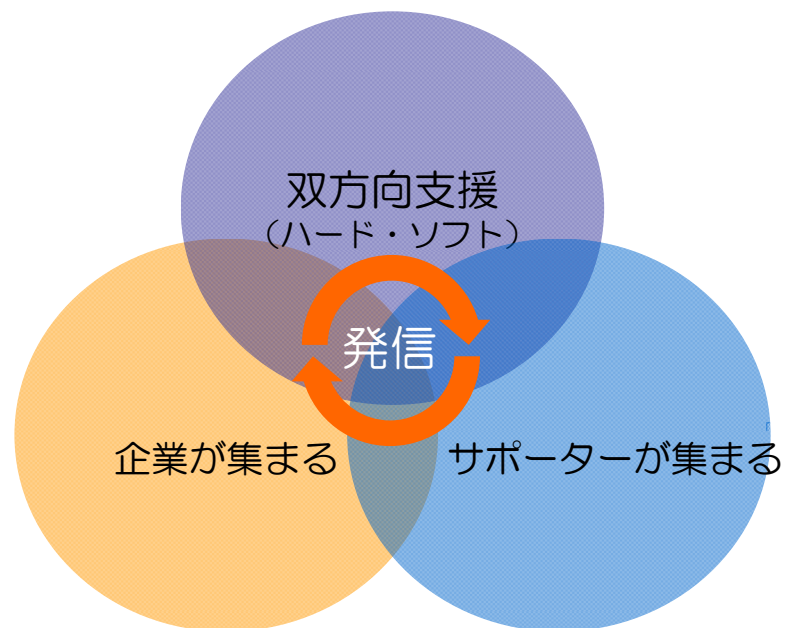 双方向支援
（ハード・ソフト）
発信
企業が集まる
サポーターが集まる